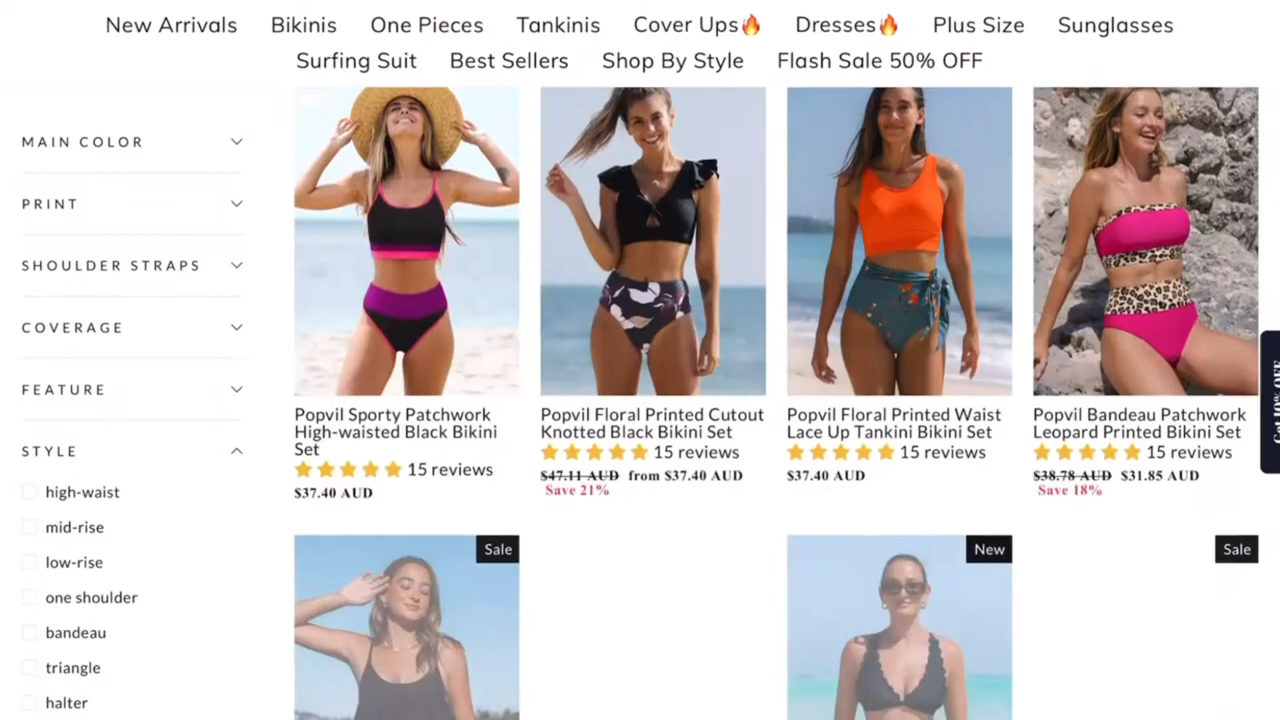 New Arrivals Bikinis One Pieces Tankinis Cover Ups🔥 Dresses🔥 Plus Size Sunglasses
Surfing Suit Best Sellers Shop By Style Flash Sale 50% OFF
MAIN COLOR
PRINT
SHOULDER STRAPS
COVERAGE
FEATURE
STYLE
high-waist
mid-rise
low-rise
one shoulder
bandeau
triangle
halter
Popvil Sporty Patchwork
High-waisted Black Bikini
Set
15 reviews
$37.40 AUD
Popvil Floral Printed Cutout
Knotted Black Bikini Set
15 reviews
$47.11 AUD from $37.40 AUD
Save 21%
Popvil Floral Printed Waist
Lace Up Tankini Bikini Set
15 reviews
$37.40 AUD
Popvil Bandeau Patchwork
Leopard Printed Bikini Set
15 reviews
$38.78 AUD $31.85 AUD
Save 18%
Sale
New
Sale
Get 10% OFF